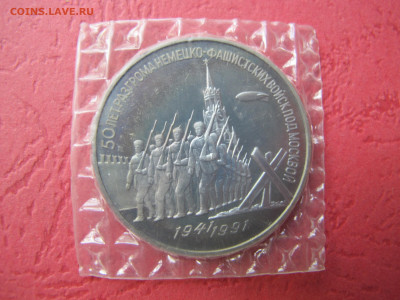 COINS.LAVE.RU
50 ЛЕТ РАЗГРОМА НЕМЕЦКО-ФАШИСТСКИХ ВОЙСК ПОД МОСКВОЙ
1941/1991